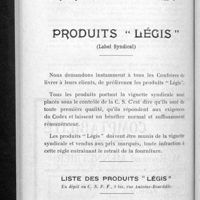 PRODUITS "LÉGIS"
(Label Syndical)
Nous demandons instamment à tous les Confrères de
livrer à leurs clients, de préférence les produits "Légis".
Tous les produits portant la vignette syndicale sont
placés sous le contrôle de la C. S. C'est dire qu'ils sont de
toute première qualité, qu'ils répondent aux exigences
du Codex et laissent un bénéfice normal et suffisamment
rémunérateur.
Les produits "Légis" doivent être munis de la vignette
syndicale et vendus aux prix marqués, toute infraction à
cette règle entraînant le retrait de la fourniture.
LISTE DES PRODUITS "LÉGIS"
En dépôt au C. N. P. F., rue